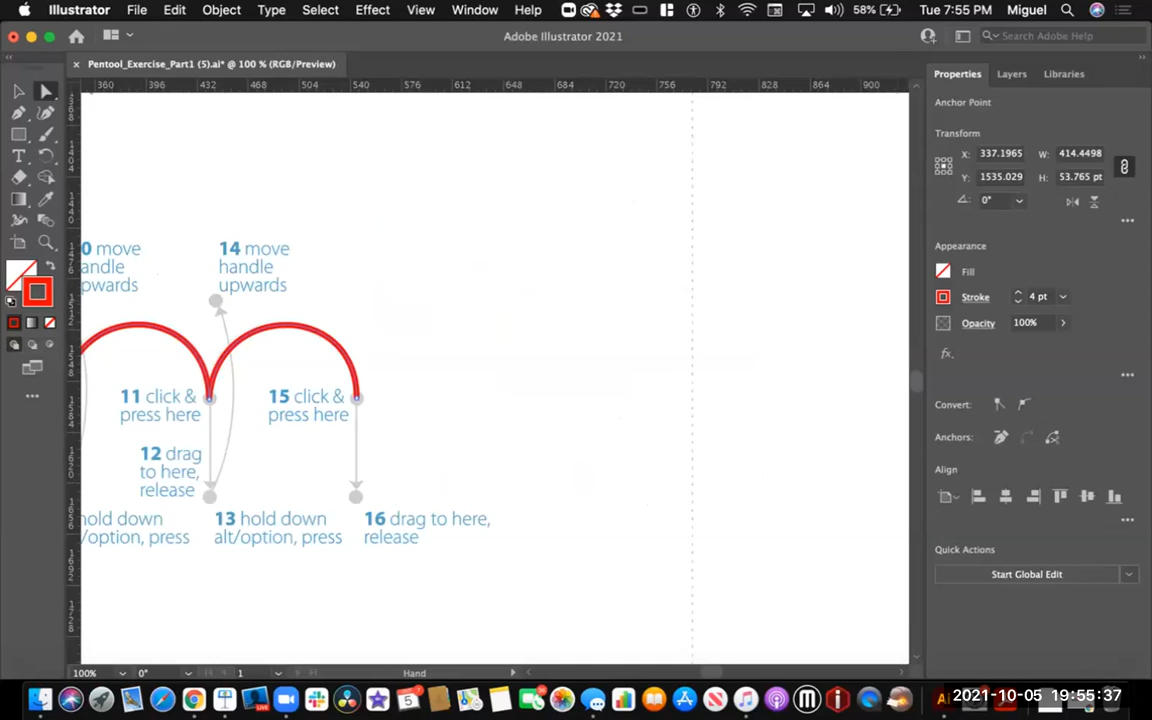 Illustrator File Edit Object Type Select Effect View Window Help 58% Tue 7:55 PM Miguel
Adobe Illustrator 2021
Search Adobe Help
× Pentool_Exercise_Part1 (5).ai* @ 100 % (RGB/Preview)
360 396 432 468 504 540 576 612 648 684 720 756 792 828 864 900
Properties Layers Libraries
Anchor Point
Transform
X: 337.1965 W: 414.4498
Y: 1535.029 H: 53.765 pt
0°
Appearance
Fill
Stroke 4 pt
Opacity 100%
fx.
Convert:
Anchors:
Align
Quick Actions
Start Global Edit
0 move
andle
pwards
14 move
handle
upwards
11 click &
press here
15 click &
press here
12 drag
to here,
release
hold down
/option, press
13 hold down
alt/option, press
16 drag to here,
release
100% 0° 1 Hand
2021-10-05 19:55:37